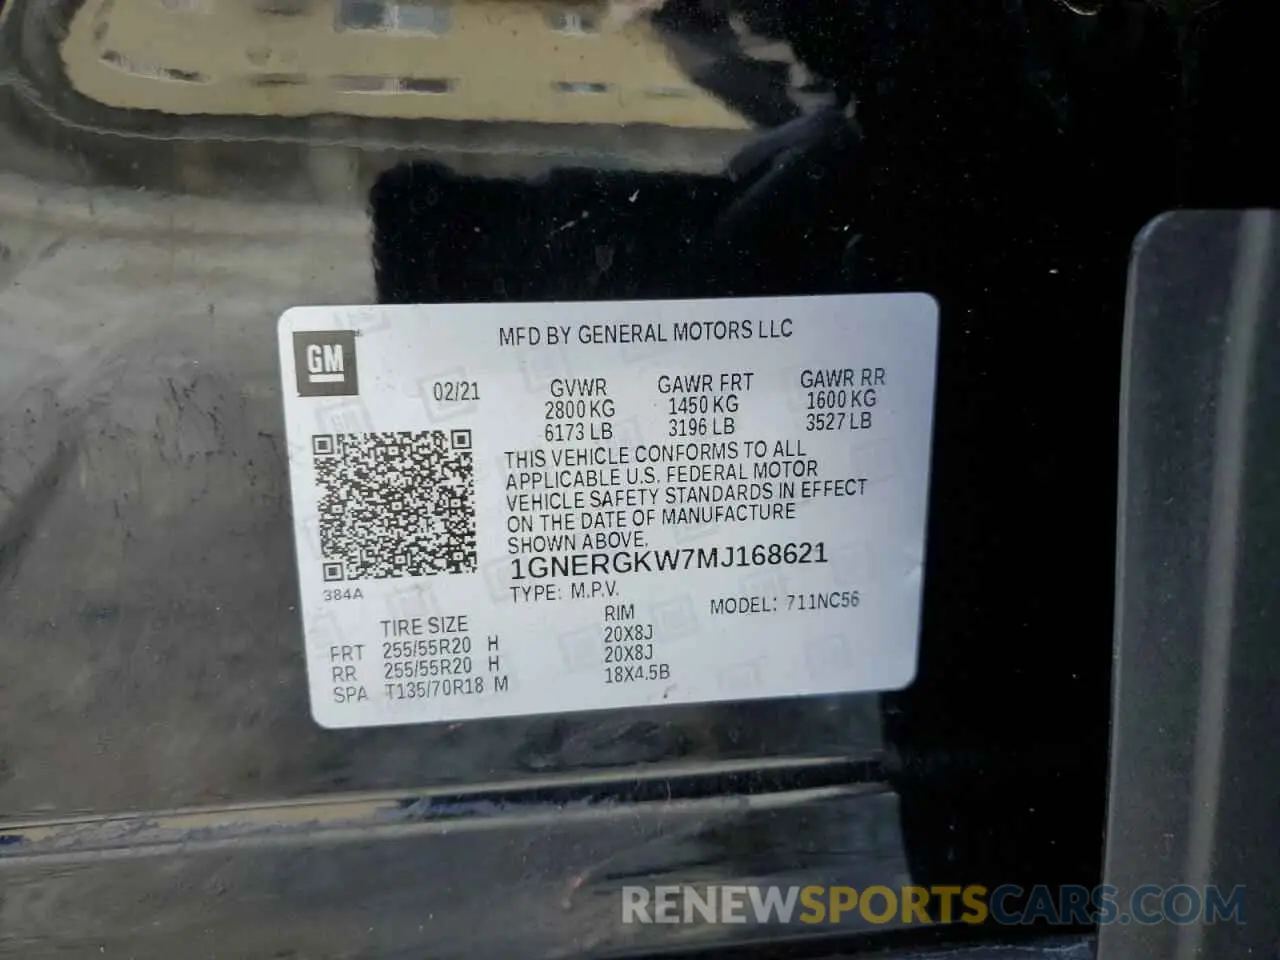 MFD BY GENERAL MOTORS LLC
GM
02/21 GVWR GAWR FRT GAWR RR
2800 KG 1450 KG 1600 KG
6173 LB 3196 LB 3527 LB
THIS VEHICLE CONFORMS TO ALL
APPLICABLE U.S. FEDERAL MOTOR
VEHICLE SAFETY STANDARDS IN EFFECT
ON THE DATE OF MANUFACTURE
SHOWN ABOVE.
1GNERGKW7MJ168621
384A
TYPE: M.P.V. MODEL: 711NC56
TIRE SIZE RIM
FRT 255/55R20 H 20X8J
RR 255/55R20 H 20X8J
SPA T135/70R18 M 18X4.5B
RENEWSPORTSCARS.COM